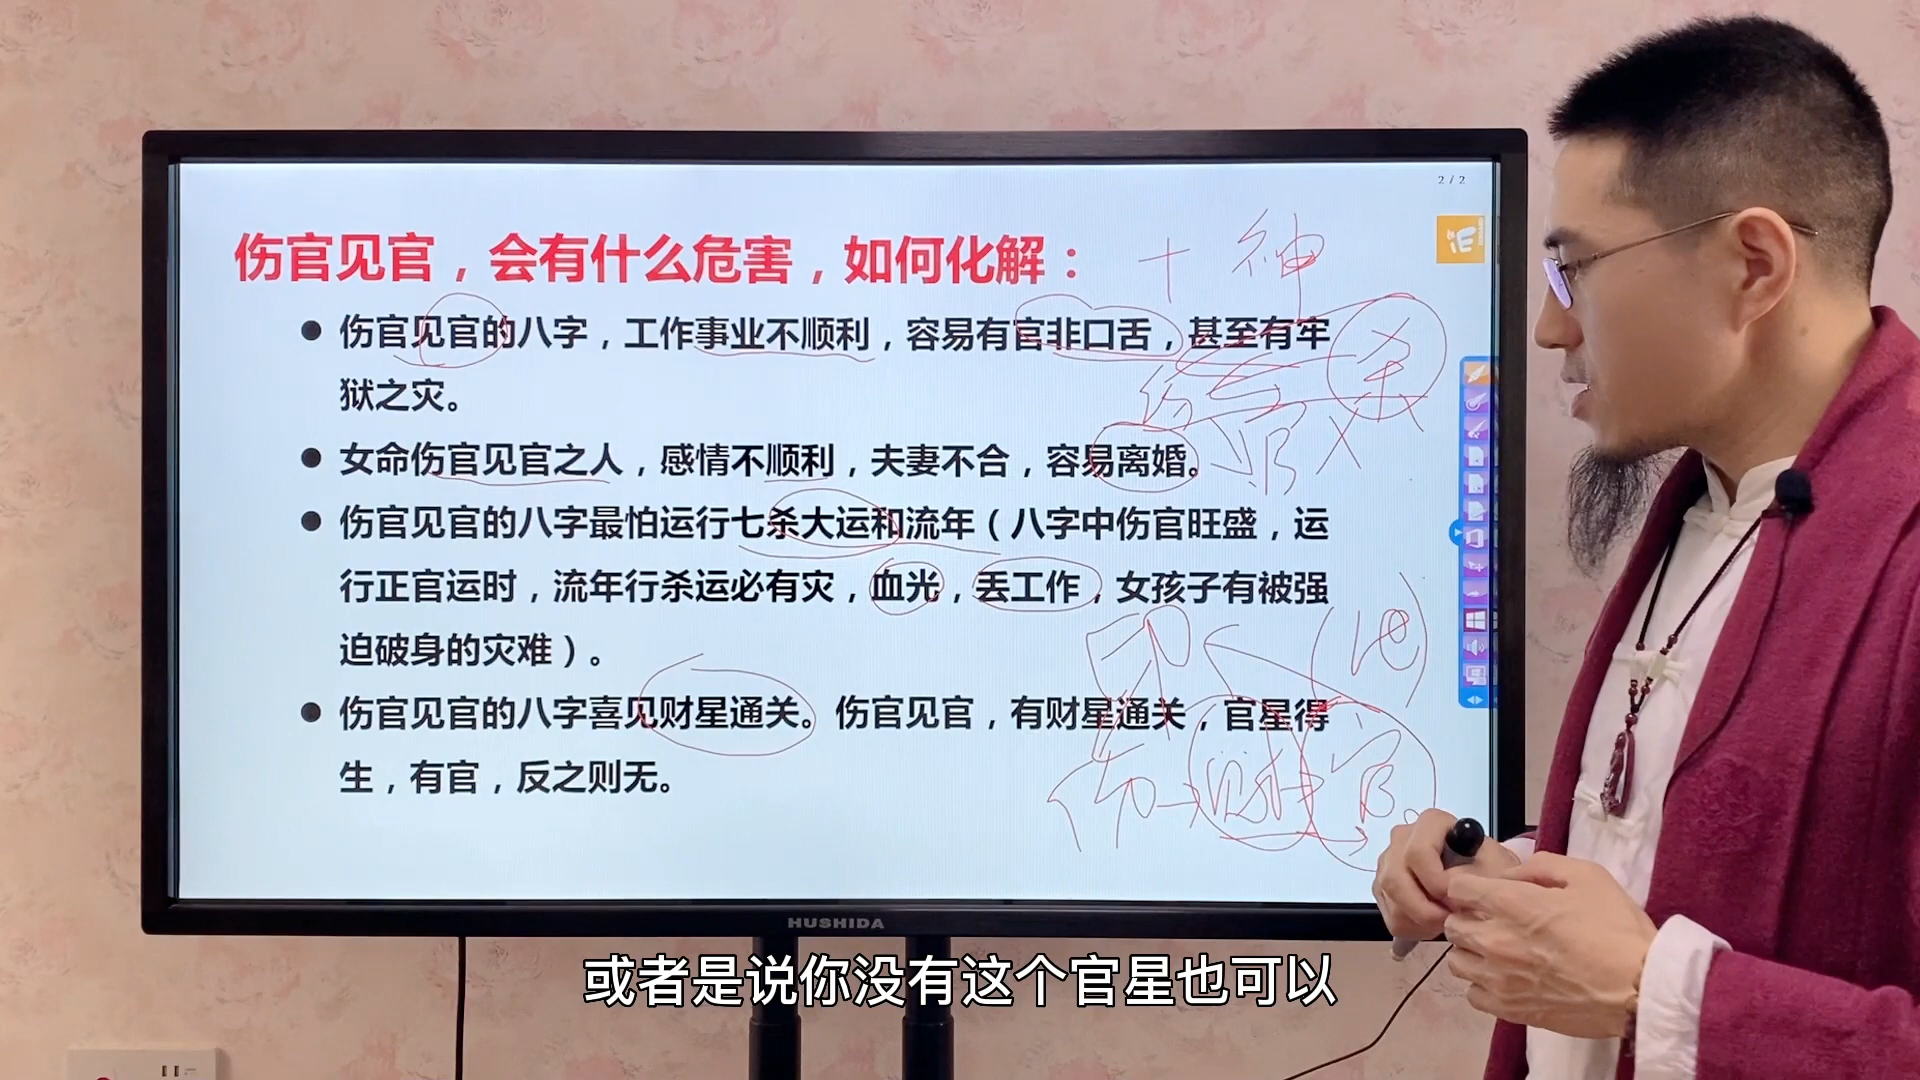 2 / 2
伤官见官，会有什么危害，如何化解：
十神
● 伤官见官的八字，工作事业不顺利，容易有官非口舌，甚至有牢
狱之灾。
杀
伤
官
● 女命伤官见官之人，感情不顺利，夫妻不合，容易离婚。
● 伤官见官的八字最怕运行七杀大运和流年（八字中伤官旺盛，运
行正官运时，流年行杀运必有灾，血光，丢工作，女孩子有被强
迫破身的灾难）。
印
● 伤官见官的八字喜见财星通关。伤官见官，有财星通关，官星得
生，有官，反之则无。
伤 财 官
HUSHIDA
或者是说你没有这个官星也可以